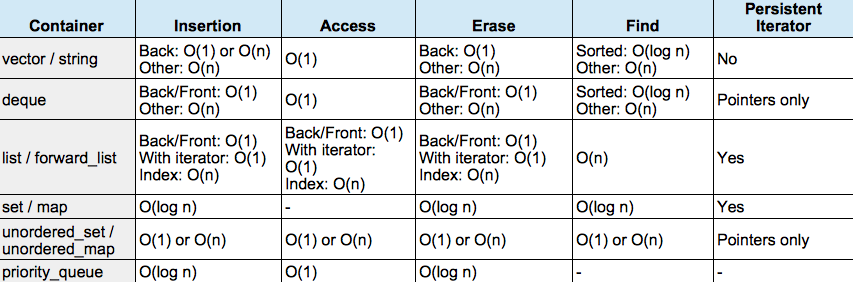 Container Insertion Access Erase Find Persistent Iterator
vector / string
Back: O(1) or O(n)
Other: O(n)
O(1)
Back: O(1)
Other: O(n)
Sorted: O(log n)
Other: O(n)
No
deque
Back/Front: O(1)
Other: O(n)
O(1)
Back/Front: O(1)
Other: O(n)
Sorted: O(log n)
Other: O(n)
Pointers only
list / forward_list
Back/Front: O(1)
With iterator: O(1)
Index: O(n)
Back/Front: O(1)
With iterator:
O(1)
Index: O(n)
Back/Front: O(1)
With iterator: O(1)
Index: O(n)
O(n)
Yes
set / map
O(log n)
-
O(log n)
O(log n)
Yes
unordered_set /
unordered_map
O(1) or O(n)
O(1) or O(n)
O(1) or O(n)
O(1) or O(n)
Pointers only
priority_queue
O(log n)
O(1)
O(log n)
-
-